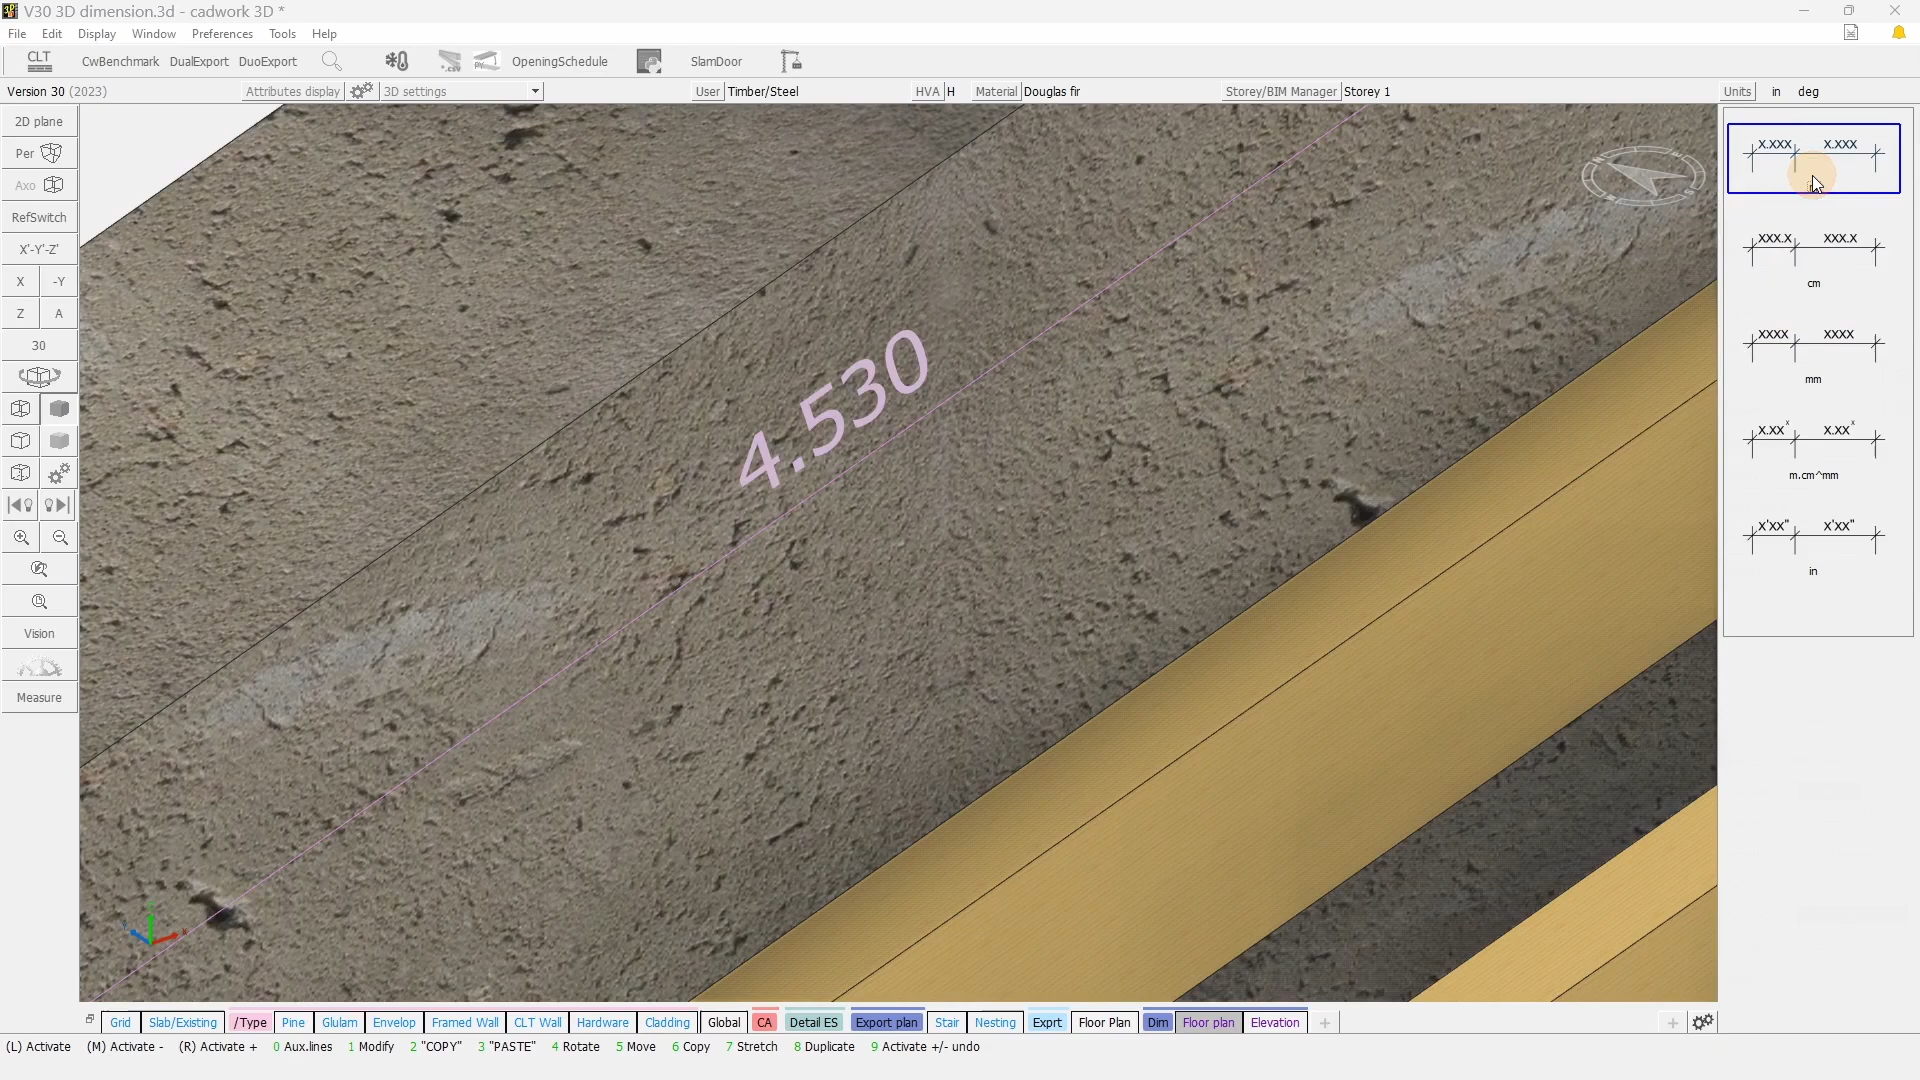 V30 3D dimension.3d - cadwork 3D *
File Edit Display Window Preferences Tools Help
CLT CwBenchmark DualExport DuoExport .CSV PY OpeningSchedule SlamDoor
Version 30 (2023) Attributes display 3D settings User Timber/Steel HVA H Material Douglas fir Storey/BIM Manager Storey 1 Units in deg
2D plane
Per
Axo
RefSwitch
X'-Y'-Z'
X -Y
Z A
30
Vision
Measure
4.530
X.XXX X.XXX
XXX.X XXX.X
cm
XXXX XXXX
mm
X.XXx X.XXx
m.cm^mm
X'XX" X'XX"
in
Grid Slab/Existing /Type Pine Glulam Envelop Framed Wall CLT Wall Hardware Cladding Global CA Detail ES Export plan Stair Nesting Exprt Floor Plan Dim Floor plan Elevation +
(L) Activate (M) Activate - (R) Activate + 0 Aux.lines 1 Modify 2 "COPY" 3 "PASTE" 4 Rotate 5 Move 6 Copy 7 Stretch 8 Duplicate 9 Activate +/- undo